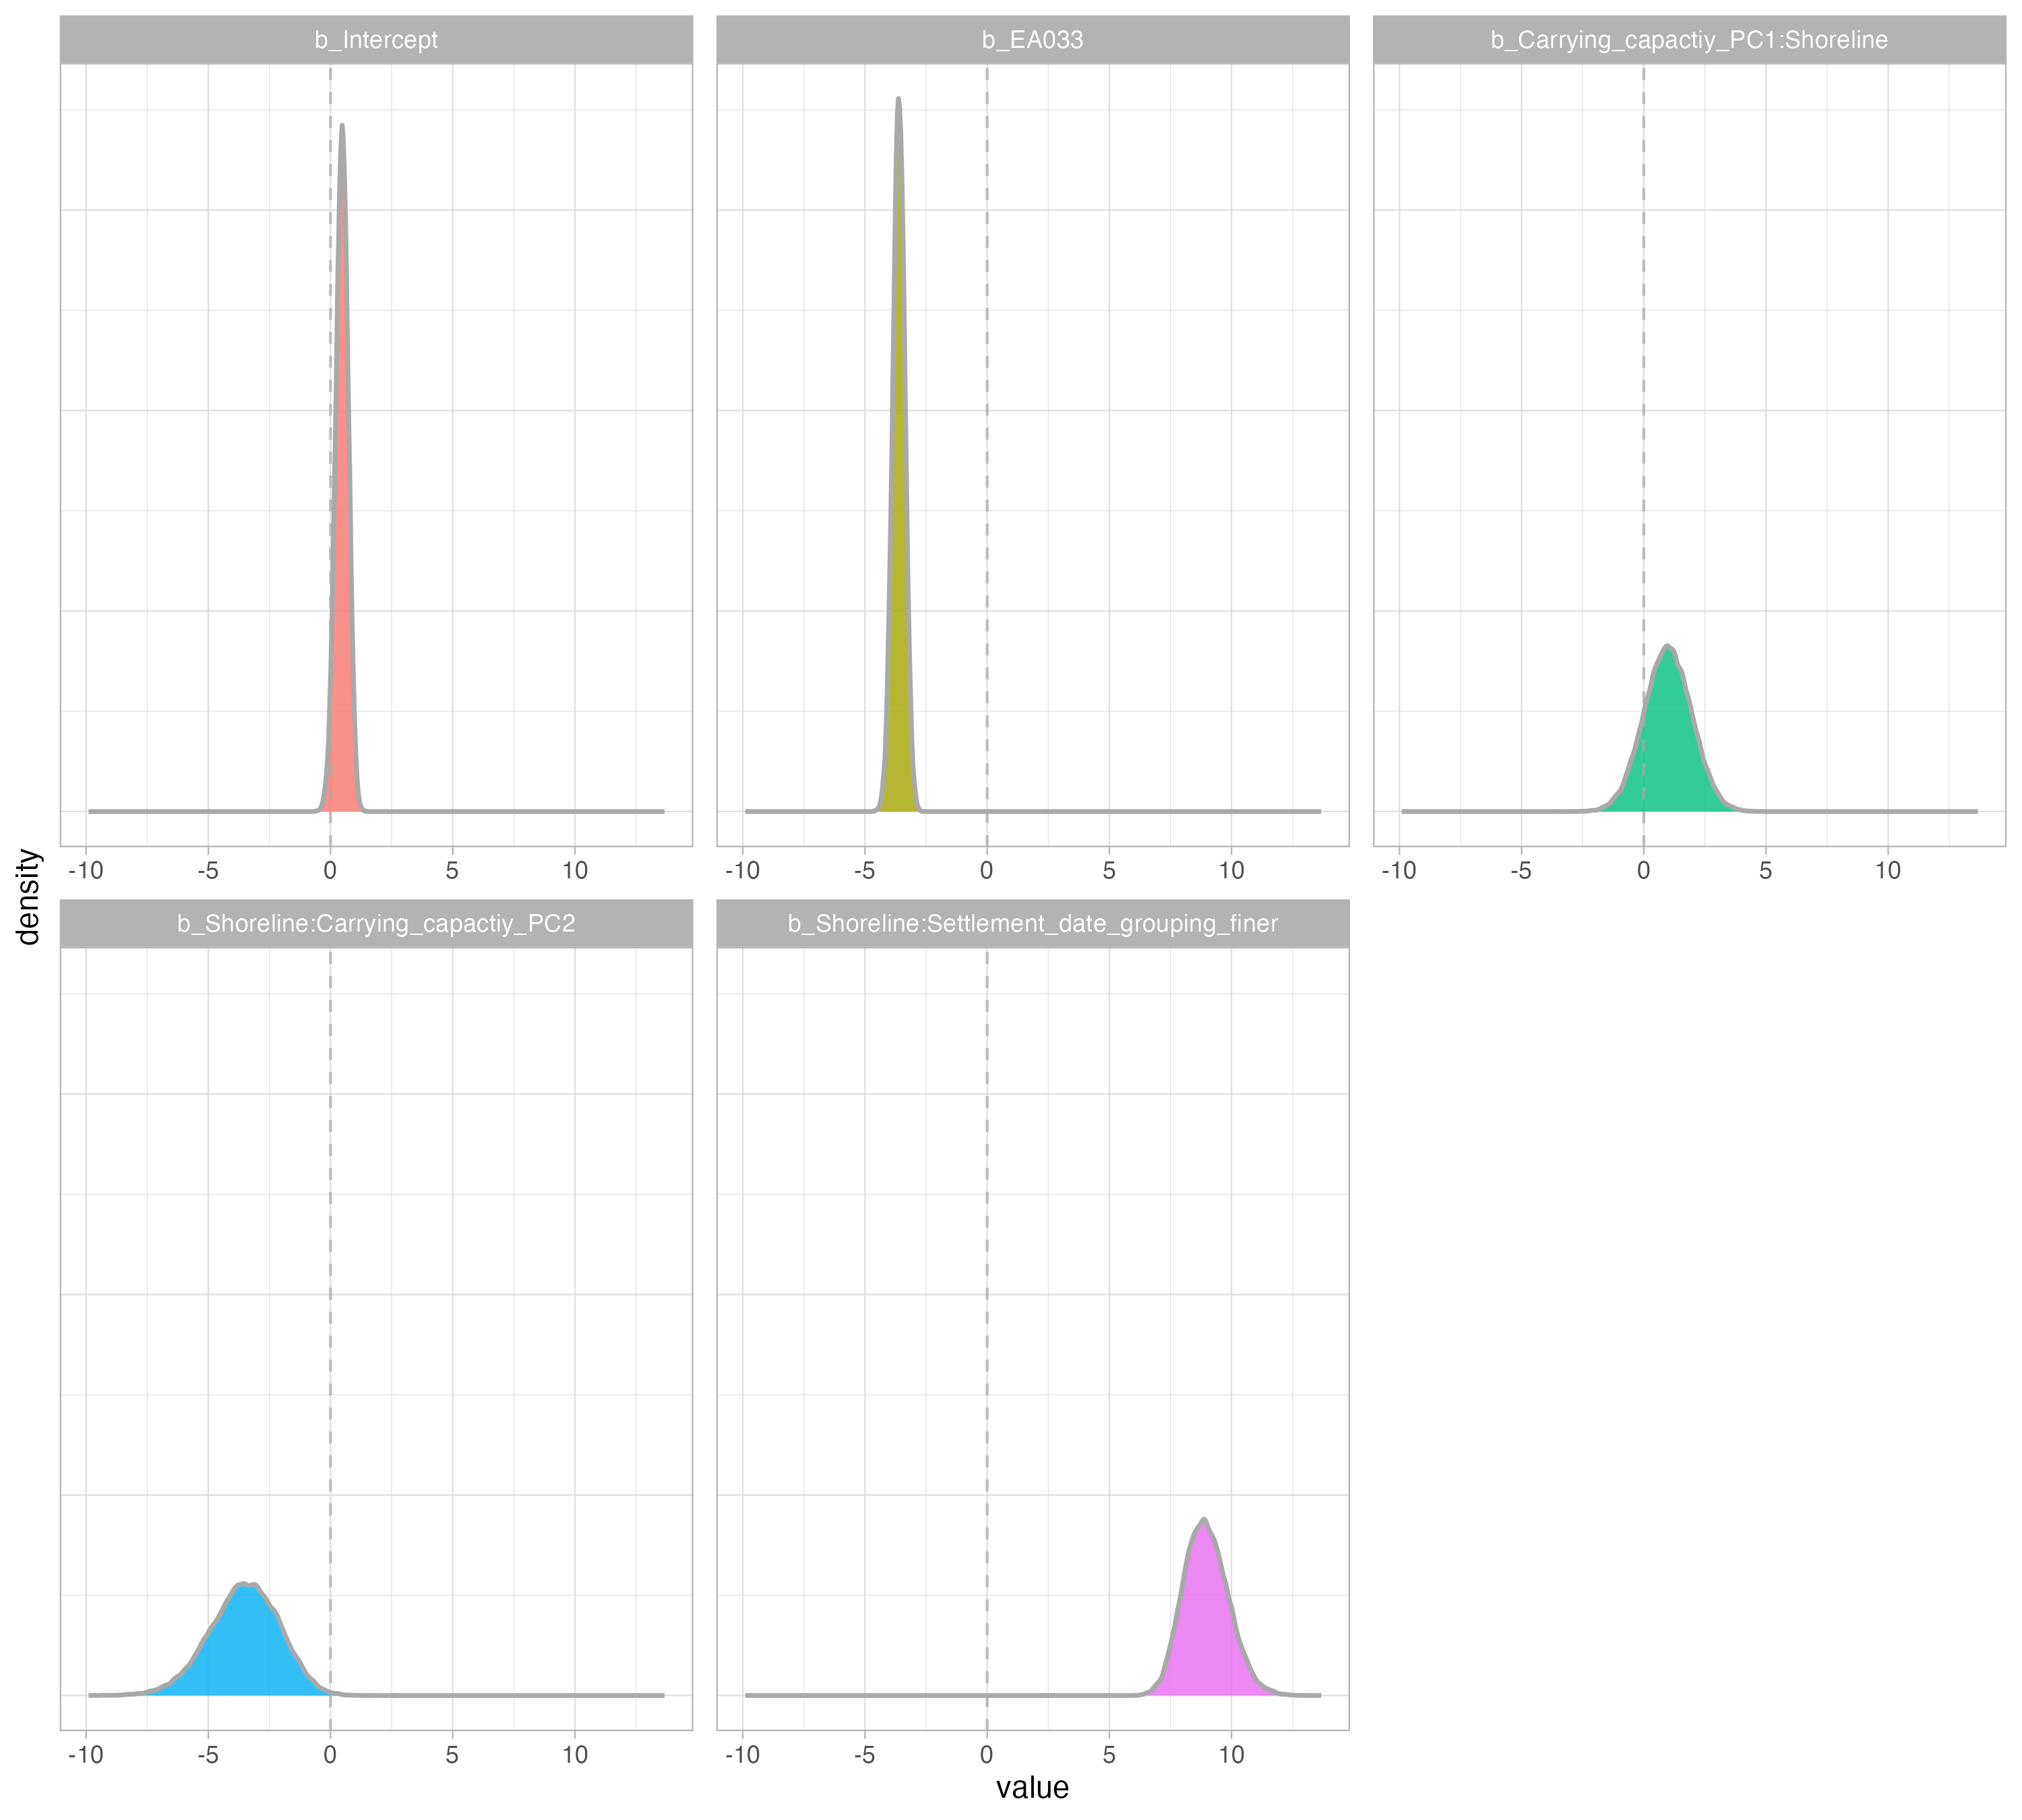 b_Intercept
b_EA033
b_Carrying_capactiy_PC1:Shoreline
-10 -5 0 5 10
-10 -5 0 5 10
-10 -5 0 5 10
density
b_Shoreline:Carrying_capactiy_PC2
b_Shoreline:Settlement_date_grouping_finer
-10 -5 0 5 10
-10 -5 0 5 10
value